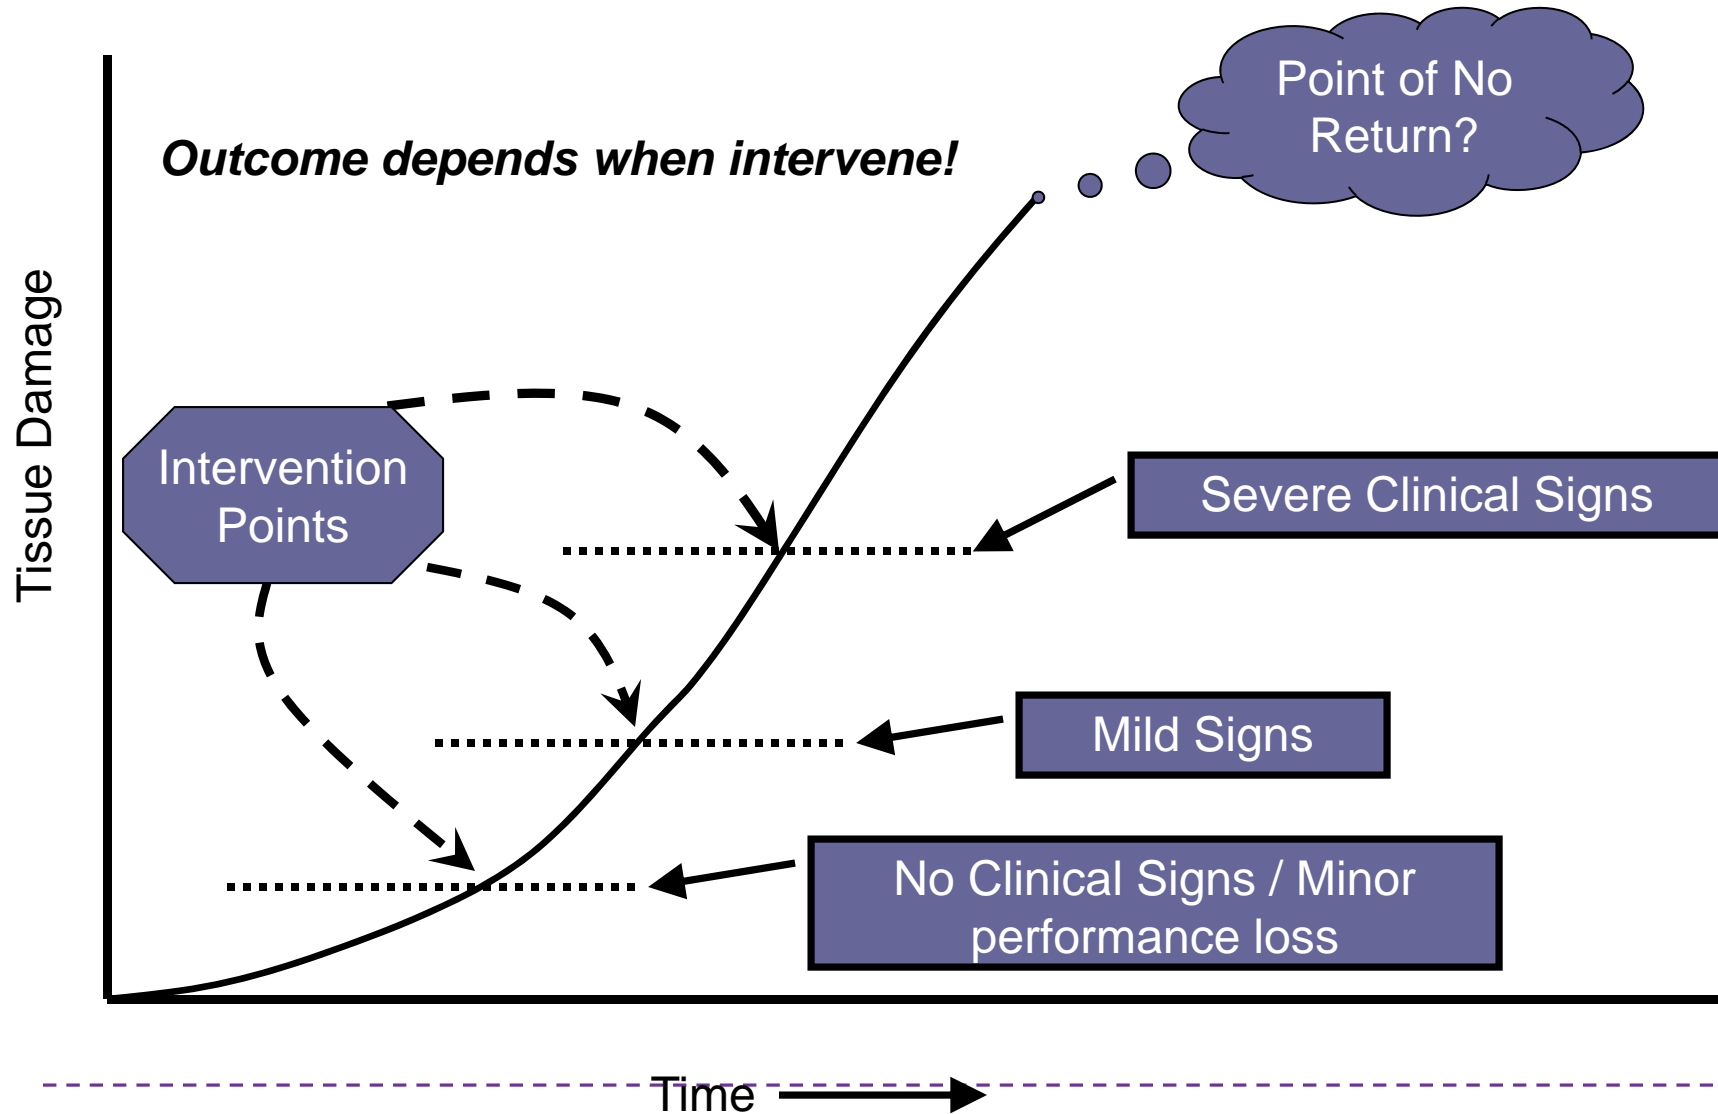 Point of No
Return?
Outcome depends when intervene!
Tissue Damage
Intervention
Points
Severe Clinical Signs
Mild Signs
No Clinical Signs / Minor
performance loss
Time